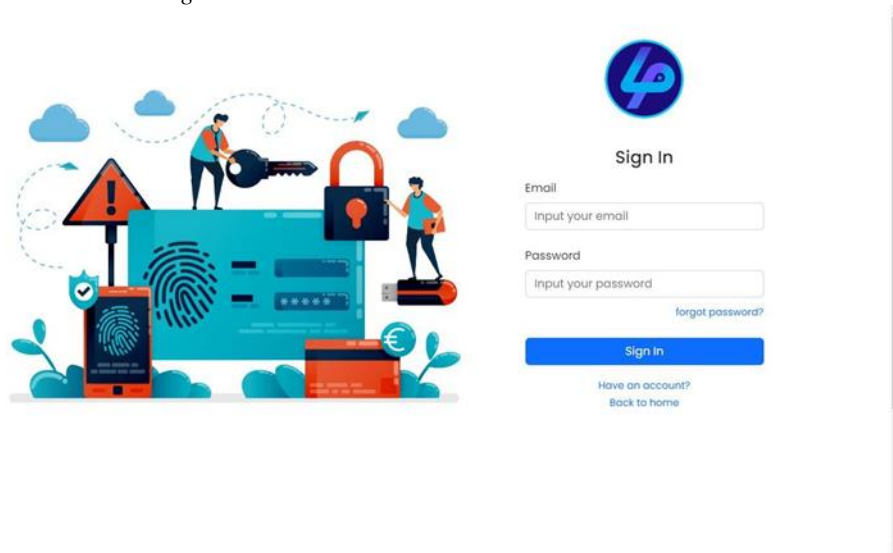 Sign In
Email
Input your email
Password
Input your password
forgot password?
Sign In
Have an account?
Back to home